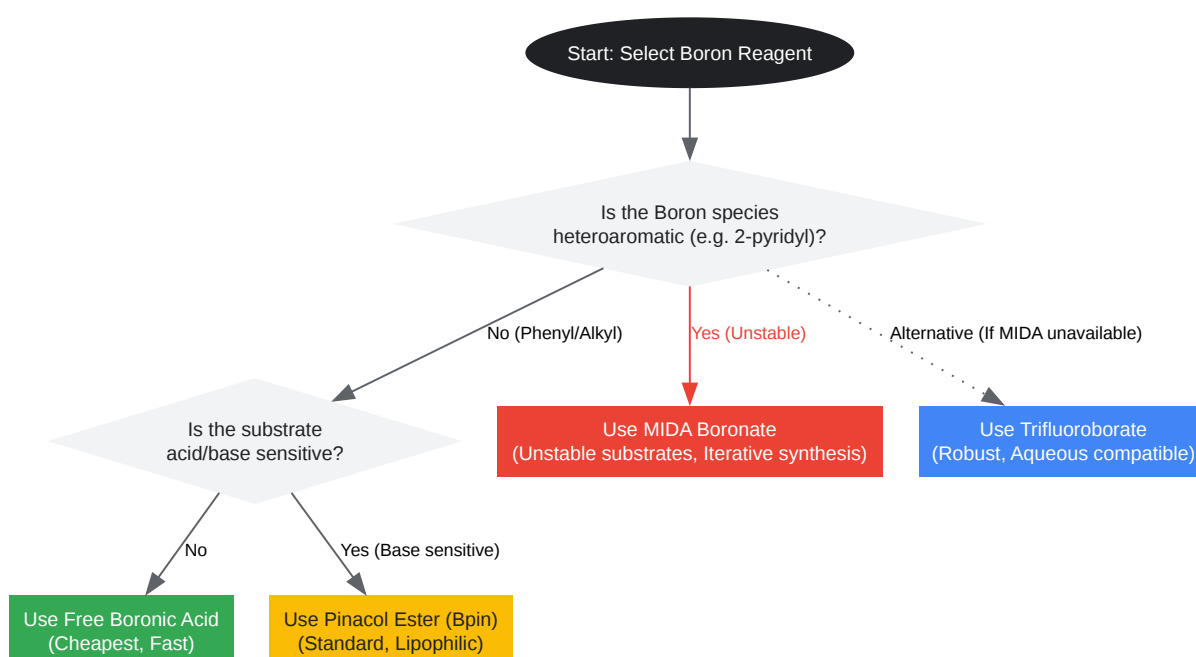 Start: Select Boron Reagent
Is the Boron species
heteroaromatic (e.g. 2-pyridyl)?
No (Phenyl/Alkyl)
Yes (Unstable)
Alternative (If MIDA unavailable)
Is the substrate
acid/base sensitive?
Use MIDA Boronate
(Unstable substrates, Iterative synthesis)
Use Trifluoroborate
(Robust, Aqueous compatible)
No
Yes (Base sensitive)
Use Free Boronic Acid
(Cheapest, Fast)
Use Pinacol Ester (Bpin)
(Standard, Lipophilic)